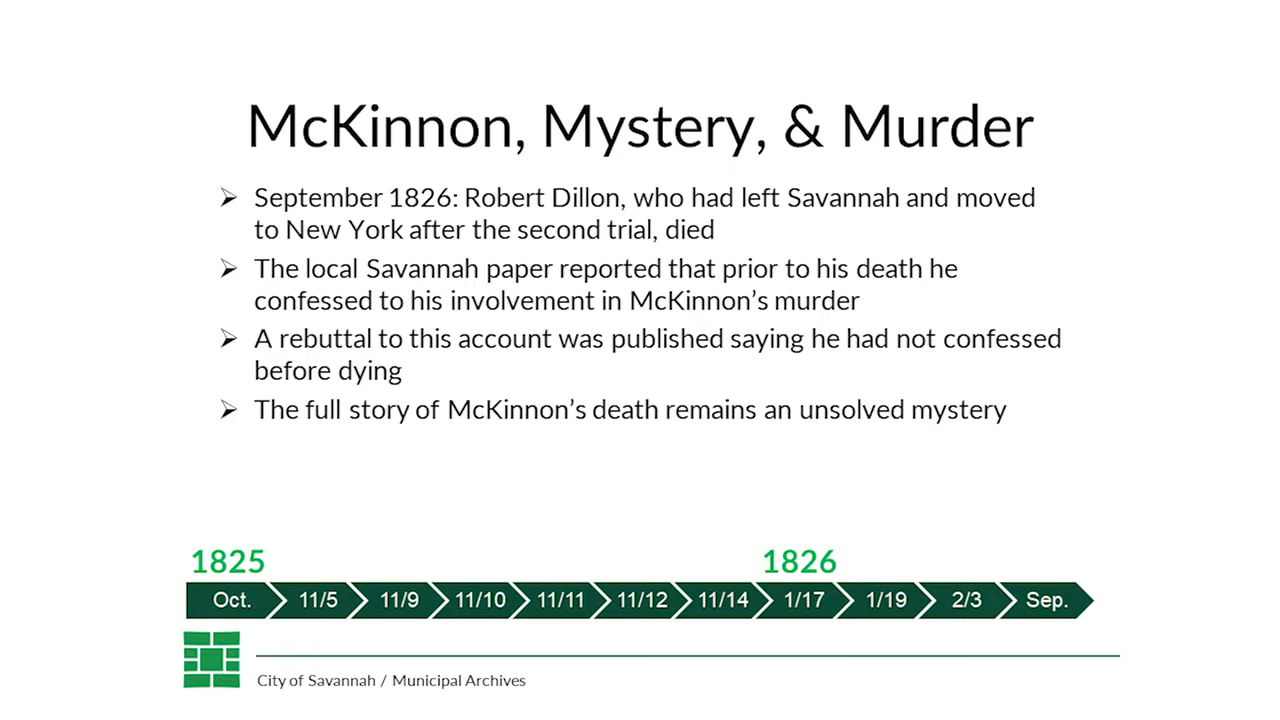 McKinnon, Mystery, & Murder
➢ September 1826: Robert Dillon, who had left Savannah and moved
to New York after the second trial, died
➢ The local Savannah paper reported that prior to his death he
confessed to his involvement in McKinnon’s murder
➢ A rebuttal to this account was published saying he had not confessed
before dying
➢ The full story of McKinnon’s death remains an unsolved mystery
1825 1826
Oct. 11/5 11/9 11/10 11/11 11/12 11/14 1/17 1/19 2/3 Sep.
City of Savannah / Municipal Archives